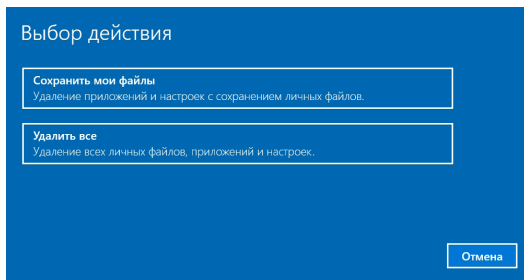 Выбор действия
Сохранить мои файлы
Удаление приложений и настроек с сохранением личных файлов.
Удалить все
Удаление всех личных файлов, приложений и настроек.
Отмена